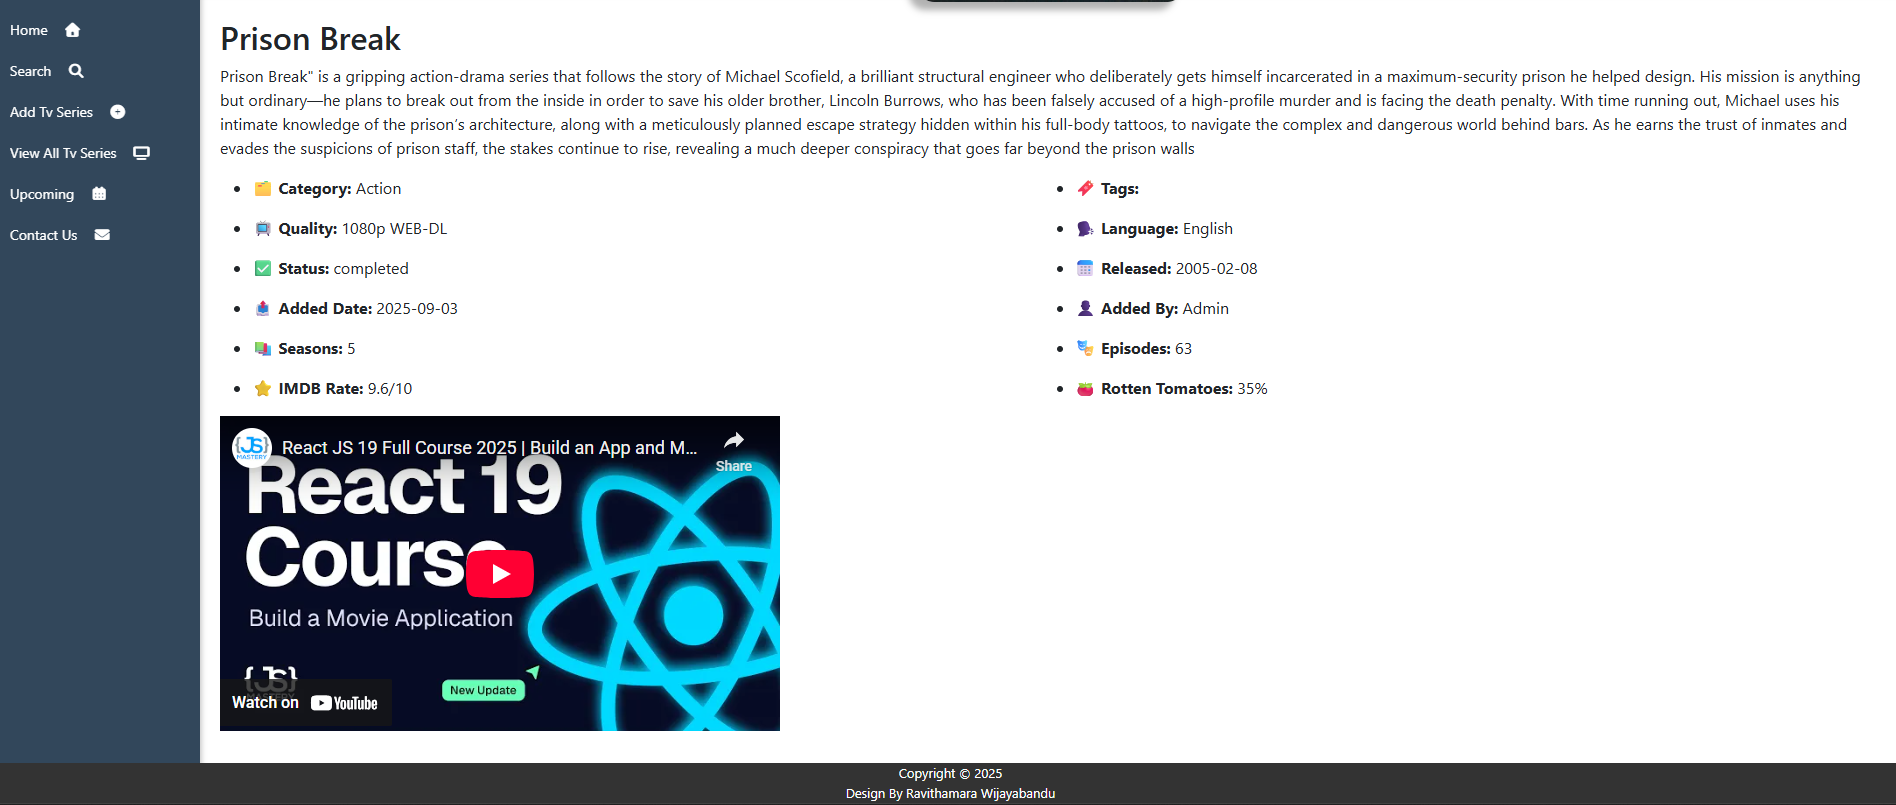 Home
Search
Add Tv Series
View All Tv Series
Upcoming
Contact Us
Prison Break
Prison Break" is a gripping action-drama series that follows the story of Michael Scofield, a brilliant structural engineer who deliberately gets himself incarcerated in a maximum-security prison he helped design. His mission is anything
but ordinary—he plans to break out from the inside in order to save his older brother, Lincoln Burrows, who has been falsely accused of a high-profile murder and is facing the death penalty. With time running out, Michael uses his
intimate knowledge of the prison’s architecture, along with a meticulously planned escape strategy hidden within his full-body tattoos, to navigate the complex and dangerous world behind bars. As he earns the trust of inmates and
evades the suspicions of prison staff, the stakes continue to rise, revealing a much deeper conspiracy that goes far beyond the prison walls
Category: Action
Quality: 1080p WEB-DL
Status: completed
Added Date: 2025-09-03
Seasons: 5
IMDB Rate: 9.6/10
Tags:
Language: English
Released: 2005-02-08
Added By: Admin
Episodes: 63
Rotten Tomatoes: 35%
{JS}
MASTERY
React JS 19 Full Course 2025 | Build an App and M...
Share
React 19
Course
Build a Movie Application
{JS}
New Update
Watch on YouTube
Copyright © 2025
Design By Ravithamara Wijayabandu